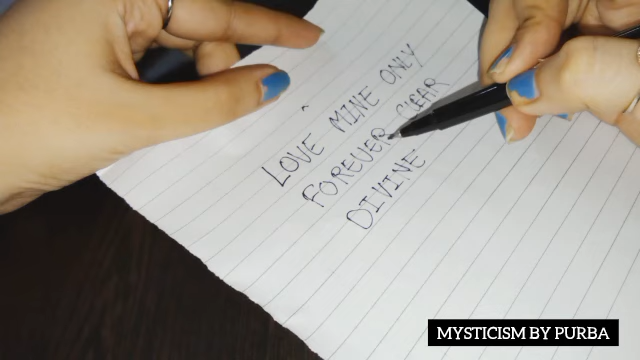 LOVE MINE ONLY
FOREVER CLEAR
DIVINE
MYSTICISM BY PURBA